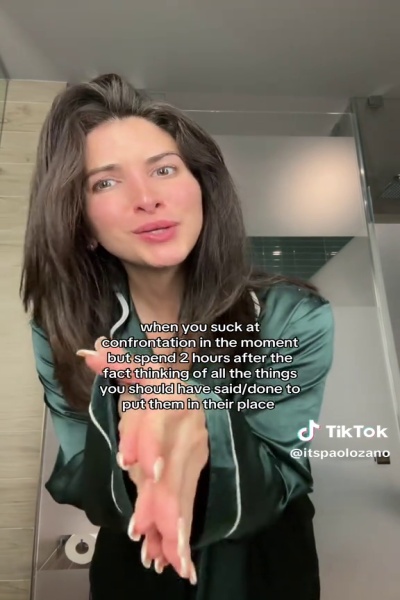 when you suck at
confrontation in the moment
but spend 2 hours after the
fact thinking of all the things
you should have said/done to
put them in their place
TikTok
@itspaolozano